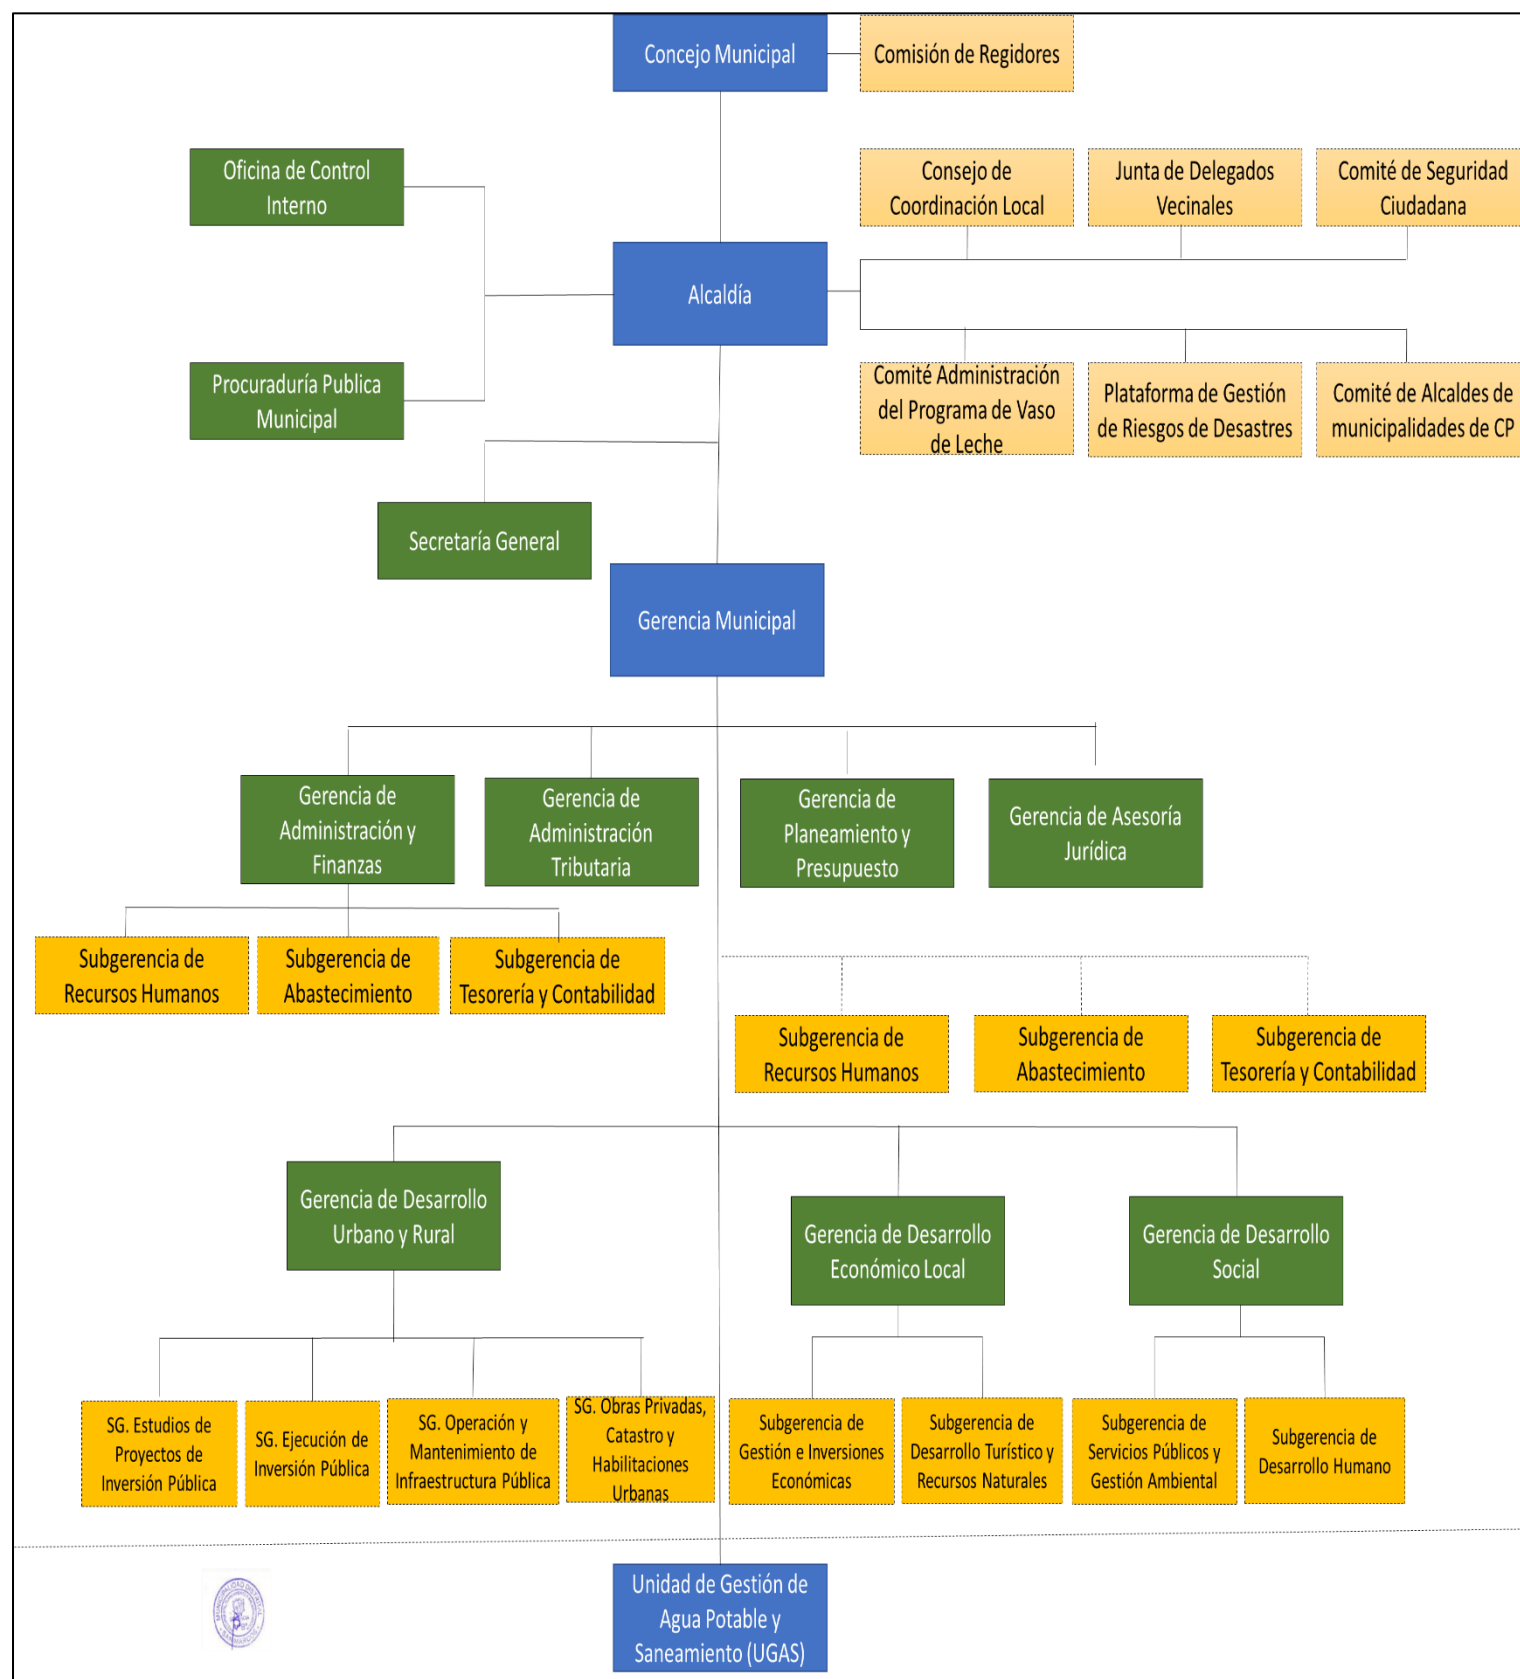 Concejo Municipal
Comisión de Regidores
Oficina de Control
Interno
Consejo de
Coordinación Local
Junta de Delegados
Vecinales
Comité de Seguridad
Ciudadana
Alcaldía
Procuraduría Publica
Municipal
Comité Administración
del Programa de Vaso
de Leche
Plataforma de Gestión
de Riesgos de Desastres
Comité de Alcaldes de
municipalidades de CP
Secretaría General
Gerencia Municipal
Gerencia de
Administración y
Finanzas
Gerencia de
Administración
Tributaria
Gerencia de
Planeamiento y
Presupuesto
Gerencia de Asesoría
Jurídica
Subgerencia de
Recursos Humanos
Subgerencia de
Abastecimiento
Subgerencia de
Tesorería y Contabilidad
Subgerencia de
Recursos Humanos
Subgerencia de
Abastecimiento
Subgerencia de
Tesorería y Contabilidad
Gerencia de Desarrollo
Urbano y Rural
Gerencia de Desarrollo
Económico Local
Gerencia de Desarrollo
Social
SG. Estudios de
Proyectos de
Inversión Pública
SG. Ejecución de
Inversión Pública
SG. Operación y
Mantenimiento de
Infraestructura Pública
SG. Obras Privadas,
Catastro y
Habilitaciones
Urbanas
Subgerencia de
Gestión e Inversiones
Económicas
Subgerencia de
Desarrollo Turístico y
Recursos Naturales
Subgerencia de
Servicios Públicos y
Gestión Ambiental
Subgerencia de
Desarrollo Humano
MUNICIPALIDAD DISTRITAL
SAN MARCOS
Unidad de Gestión de
Agua Potable y
Saneamiento (UGAS)